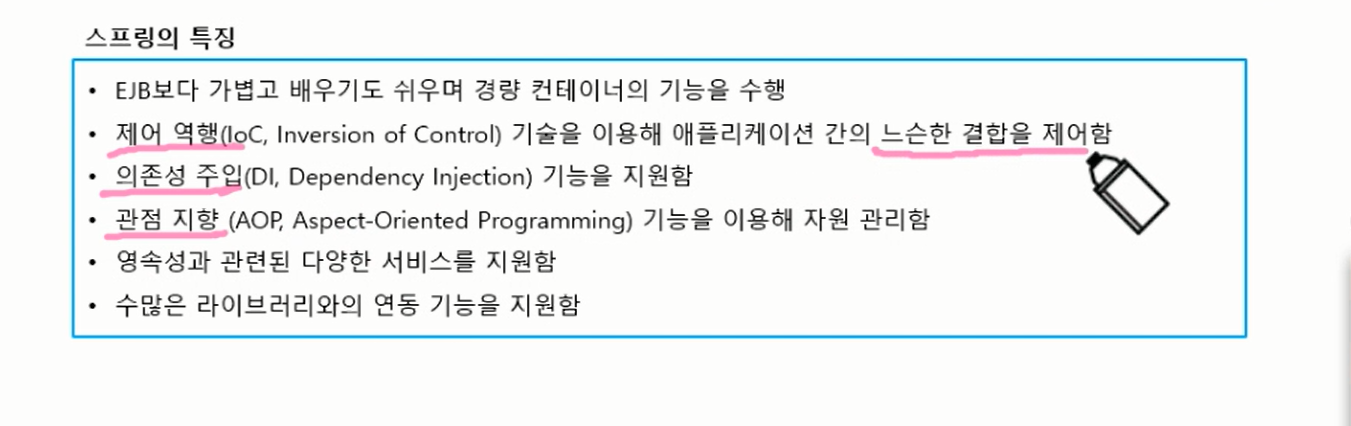 스프링의 특징
• EJB보다 가볍고 배우기도 쉬우며 경량 컨테이너의 기능을 수행
• 제어 역행(IoC, Inversion of Control) 기술을 이용해 애플리케이션 간의 느슨한 결합을 제어함
• 의존성 주입(DI, Dependency Injection) 기능을 지원함
• 관점 지향 (AOP, Aspect-Oriented Programming) 기능을 이용해 자원 관리함
• 영속성과 관련된 다양한 서비스를 지원함
• 수많은 라이브러리와의 연동 기능을 지원함